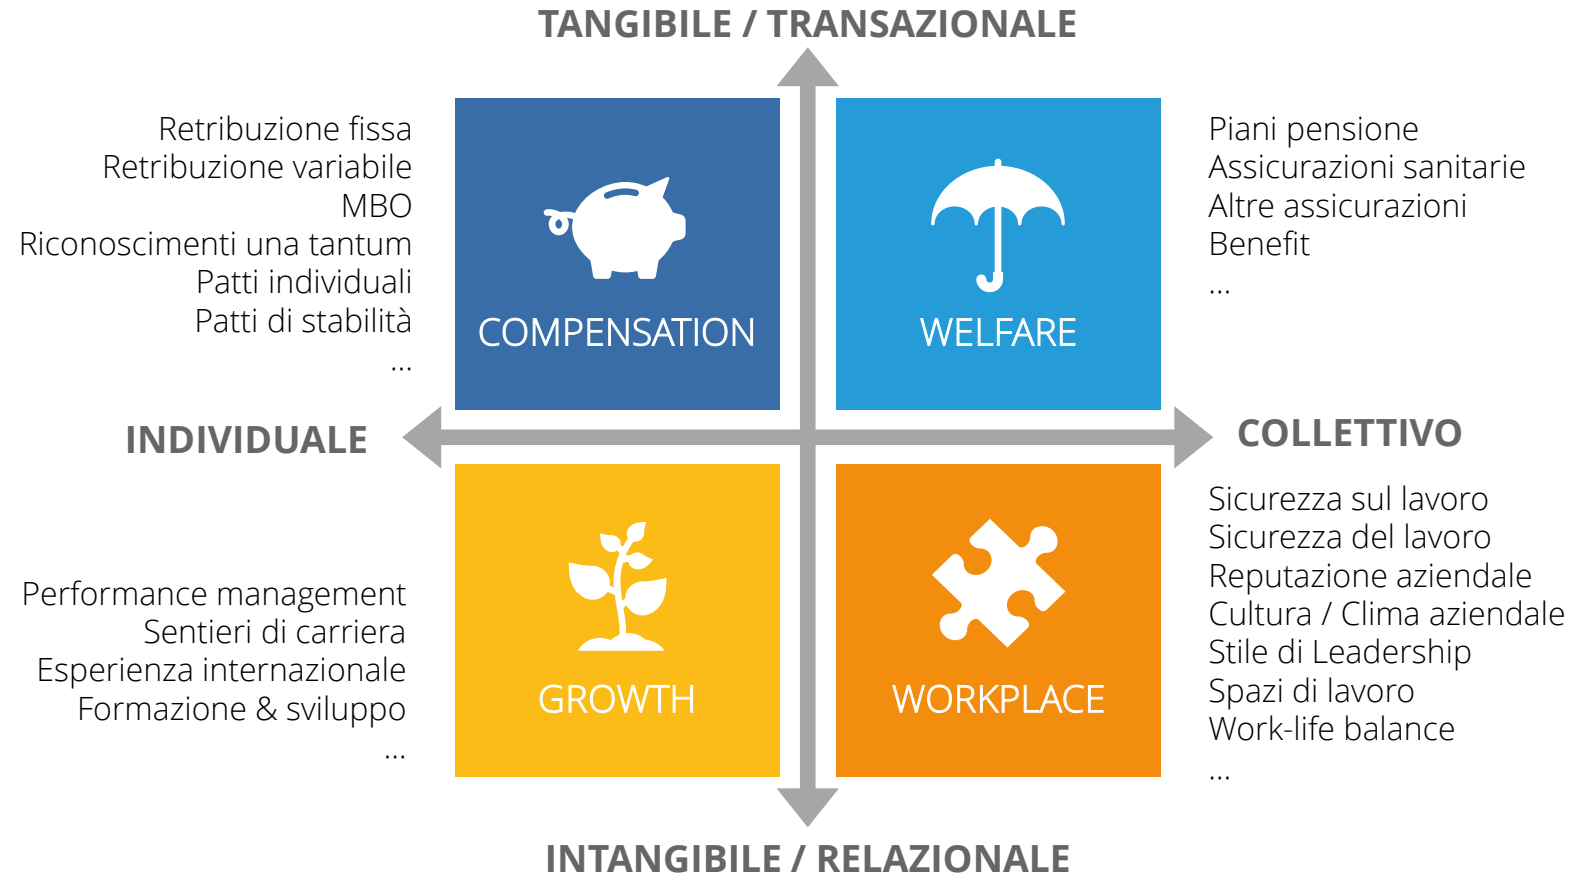 TANGIBILE / TRANSAZIONALE
Retribuzione fissa
Retribuzione variabile
MBO
Riconoscimenti una tantum
Patti individuali
Patti di stabilità
...
COMPENSATION
WELFARE
Piani pensione
Assicurazioni sanitarie
Altre assicurazioni
Benefit
...
INDIVIDUALE
COLLETTIVO
Performance management
Sentieri di carriera
Esperienza internazionale
Formazione & sviluppo
...
GROWTH
WORKPLACE
Sicurezza sul lavoro
Sicurezza del lavoro
Reputazione aziendale
Cultura / Clima aziendale
Stile di Leadership
Spazi di lavoro
Work-life balance
...
INTANGIBILE / RELAZIONALE